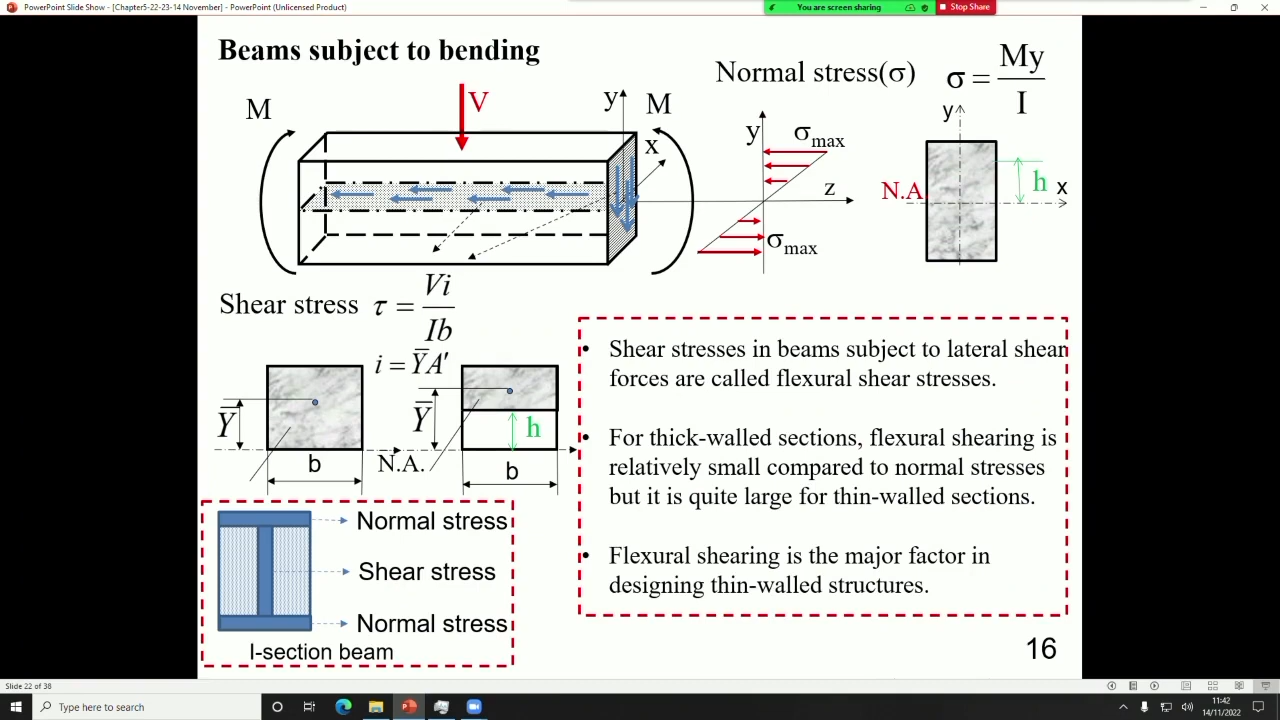 PowerPoint Slide Show - [Chapter5-22-23-14 November] - PowerPoint (Unlicensed Product)
You are screen sharing
Stop Share
Beams subject to bending
Normal stress(σ)
σ = My / I
M
V
y
M
x
y
σmax
z
σmax
y
N.A.
h
x
Shear stress τ = Vi / Ib
i = ȲA′
Ȳ
b
N.A.
Ȳ
h
b
• Shear stresses in beams subject to lateral shear
forces are called flexural shear stresses.
• For thick-walled sections, flexural shearing is
relatively small compared to normal stresses
but it is quite large for thin-walled sections.
• Flexural shearing is the major factor in
designing thin-walled structures.
Normal stress
Shear stress
Normal stress
I-section beam
16
Slide 22 of 38
Type here to search
11:42
14/11/2022